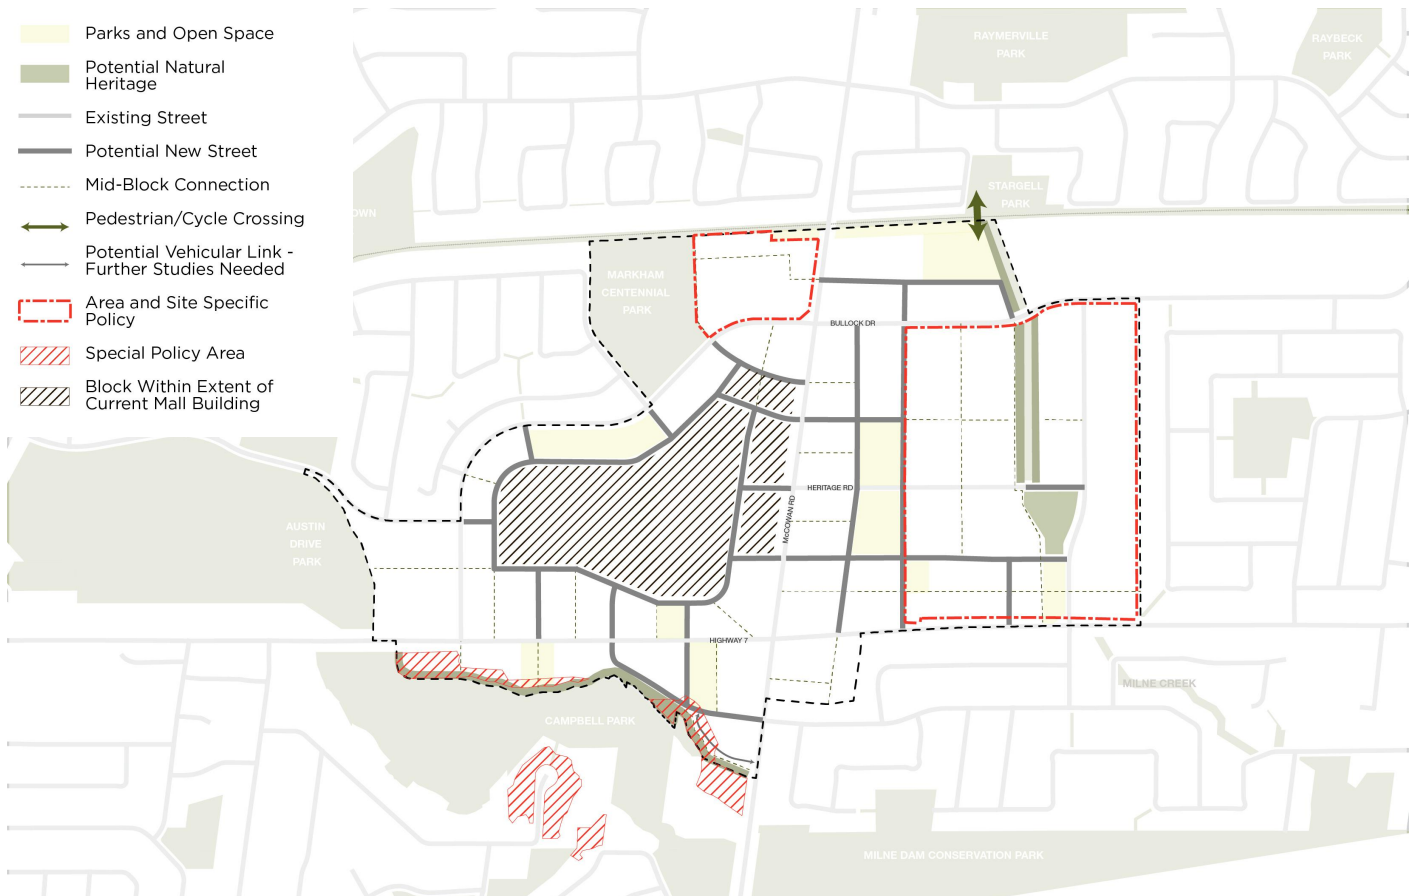 Parks and Open Space
Potential Natural
Heritage
Existing Street
Potential New Street
Mid-Block Connection
Pedestrian/Cycle Crossing
Potential Vehicular Link -
Further Studies Needed
Area and Site Specific
Policy
Special Policy Area
Block Within Extent of
Current Mall Building
RAYMERVILLE
PARK
RAYBECK
PARK
STARGELL
PARK
OWN
MARKHAM
CENTENNIAL
PARK
BULLOCK DR
HERITAGE RD
McCOWAN RD
AUSTIN
DRIVE
PARK
HIGHWAY 7
MILNE CREEK
CAMPBELL PARK
MILNE DAM CONSERVATION PARK